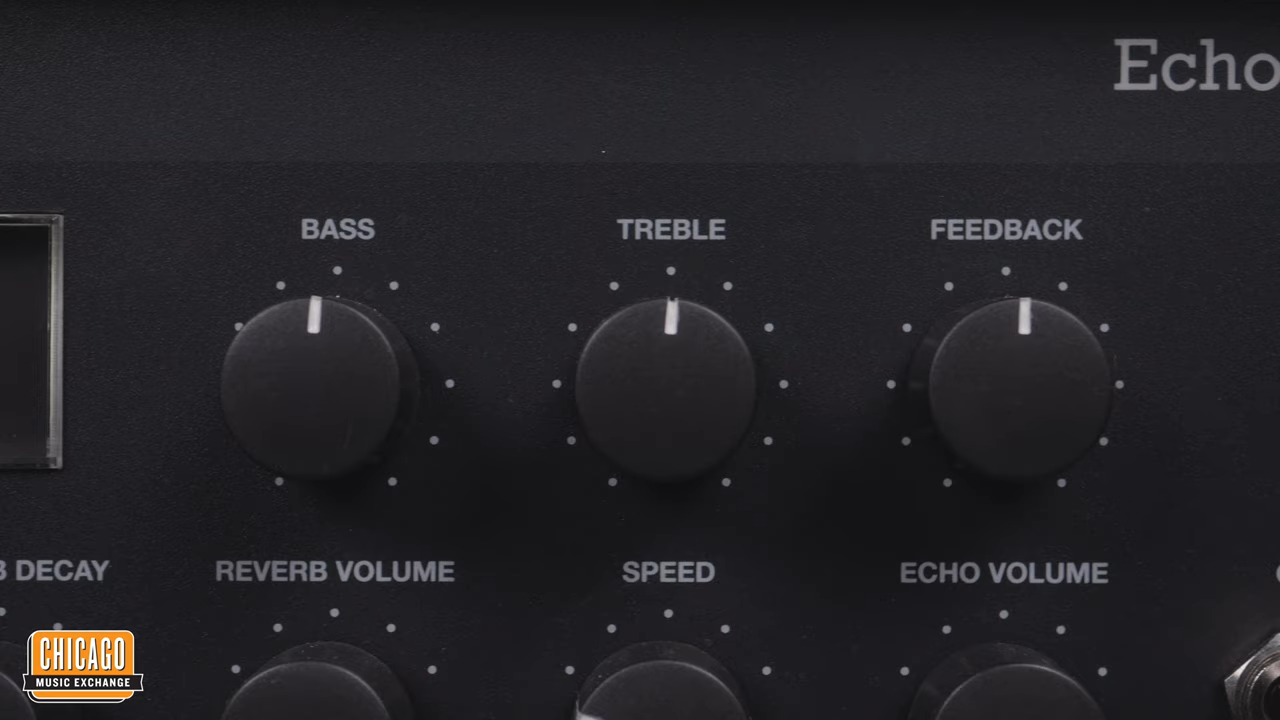 Echo
BASS
TREBLE
FEEDBACK
DECAY
REVERB VOLUME
SPEED
ECHO VOLUME
CHICAGO
MUSIC EXCHANGE